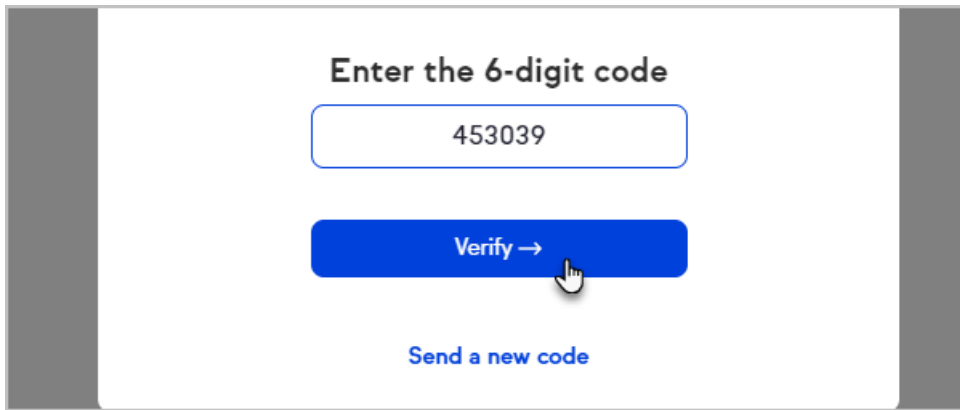 Enter the 6-digit code
453039
Verify →
Send a new code